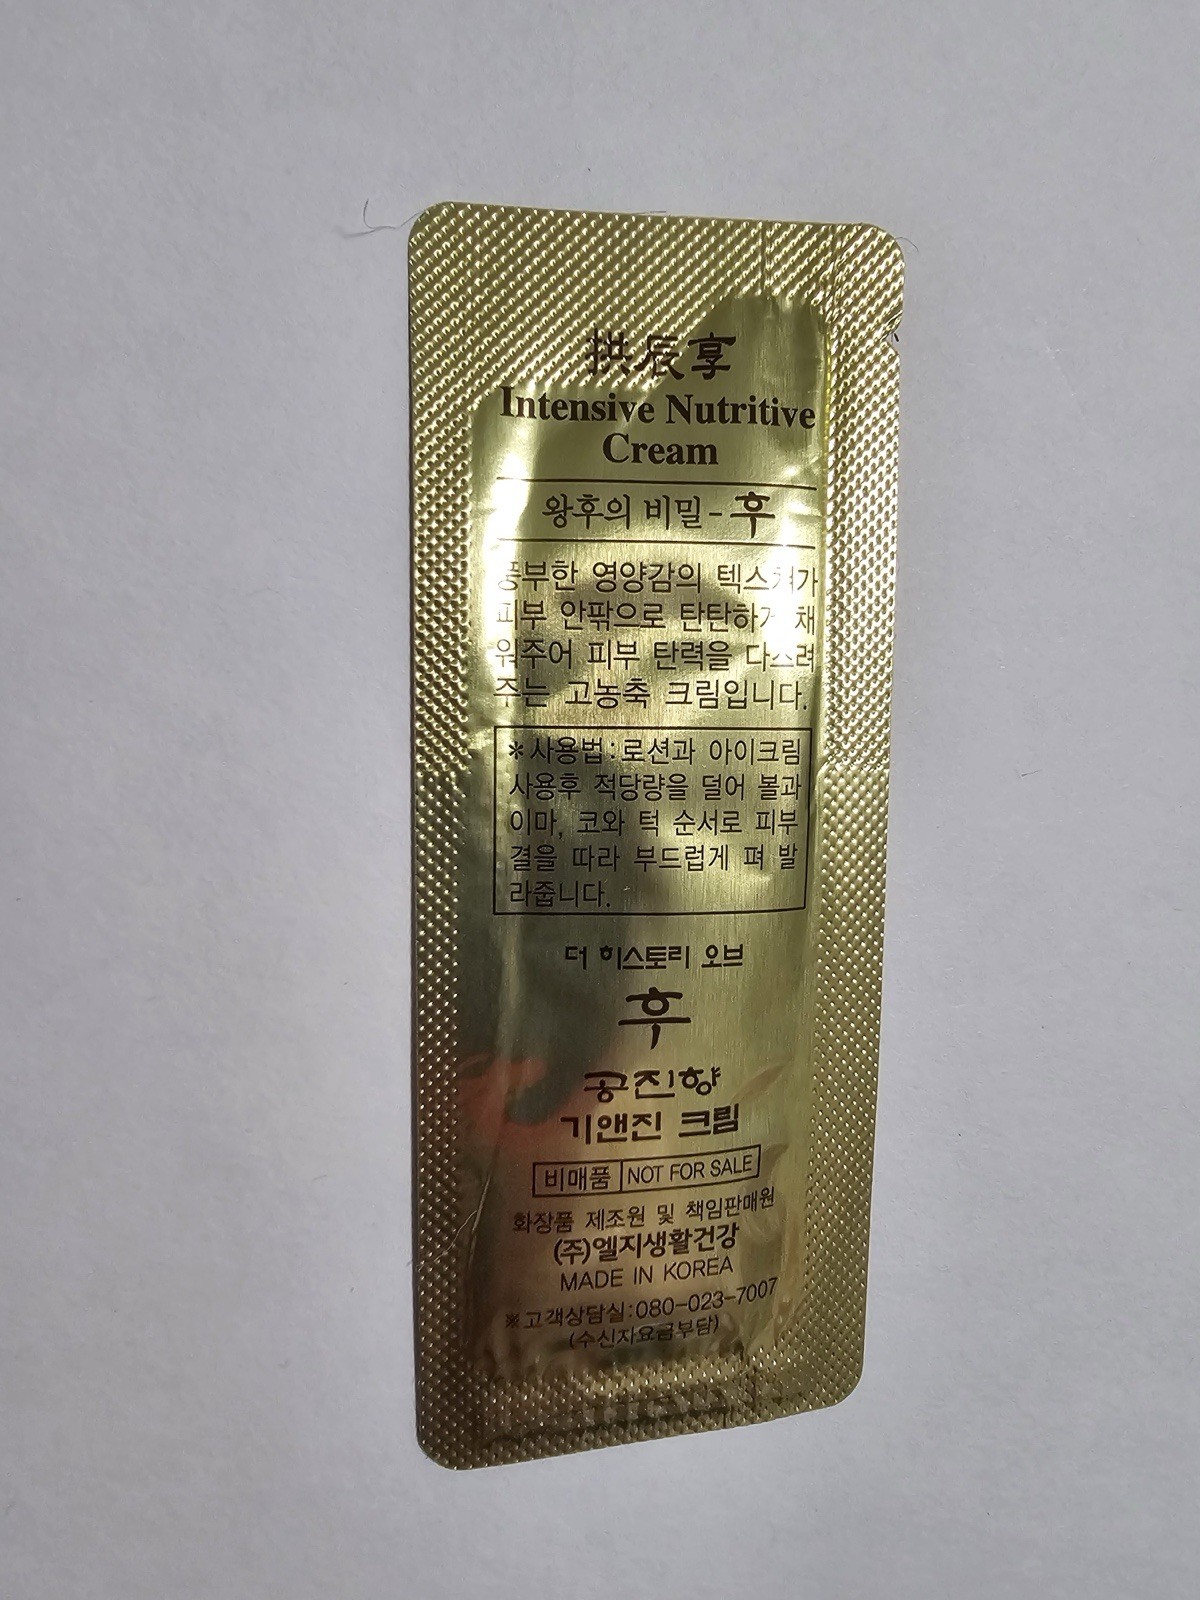 拱辰享
Intensive Nutritive
Cream
왕후의 비밀-후
풍부한 영양감의 텍스쳐가
피부 안팎으로 탄탄하게 채
워주어 피부 탄력을 다스려
주는 고농축 크림입니다.
*사용법:로션과 아이크림
사용후 적당량을 덜어 볼과
이마, 코와 턱 순서로 피부
결을 따라 부드럽게 펴 발
라줍니다.
더 히스토리 오브
후
공진향
기앤진 크림
비매품 NOT FOR SALE
화장품 제조원 및 책임판매원
(주)엘지생활건강
MADE IN KOREA
※고객상담실:080-023-7007
(수신자요금부담)